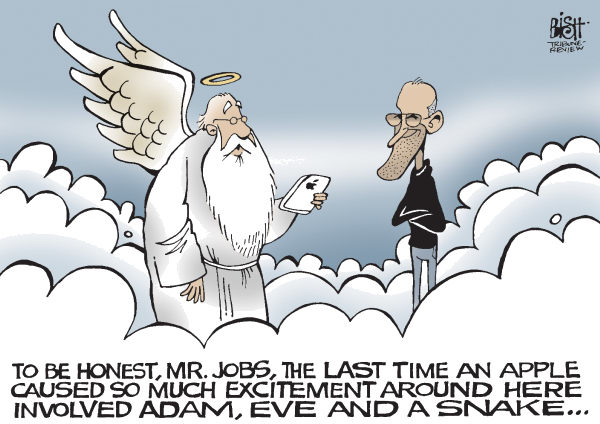 BISH
TRIBUNE-
REVIEW
TO BE HONEST, MR. JOBS, THE LAST TIME AN APPLE
CAUSED SO MUCH EXCITEMENT AROUND HERE
INVOLVED ADAM, EVE AND A SNAKE...